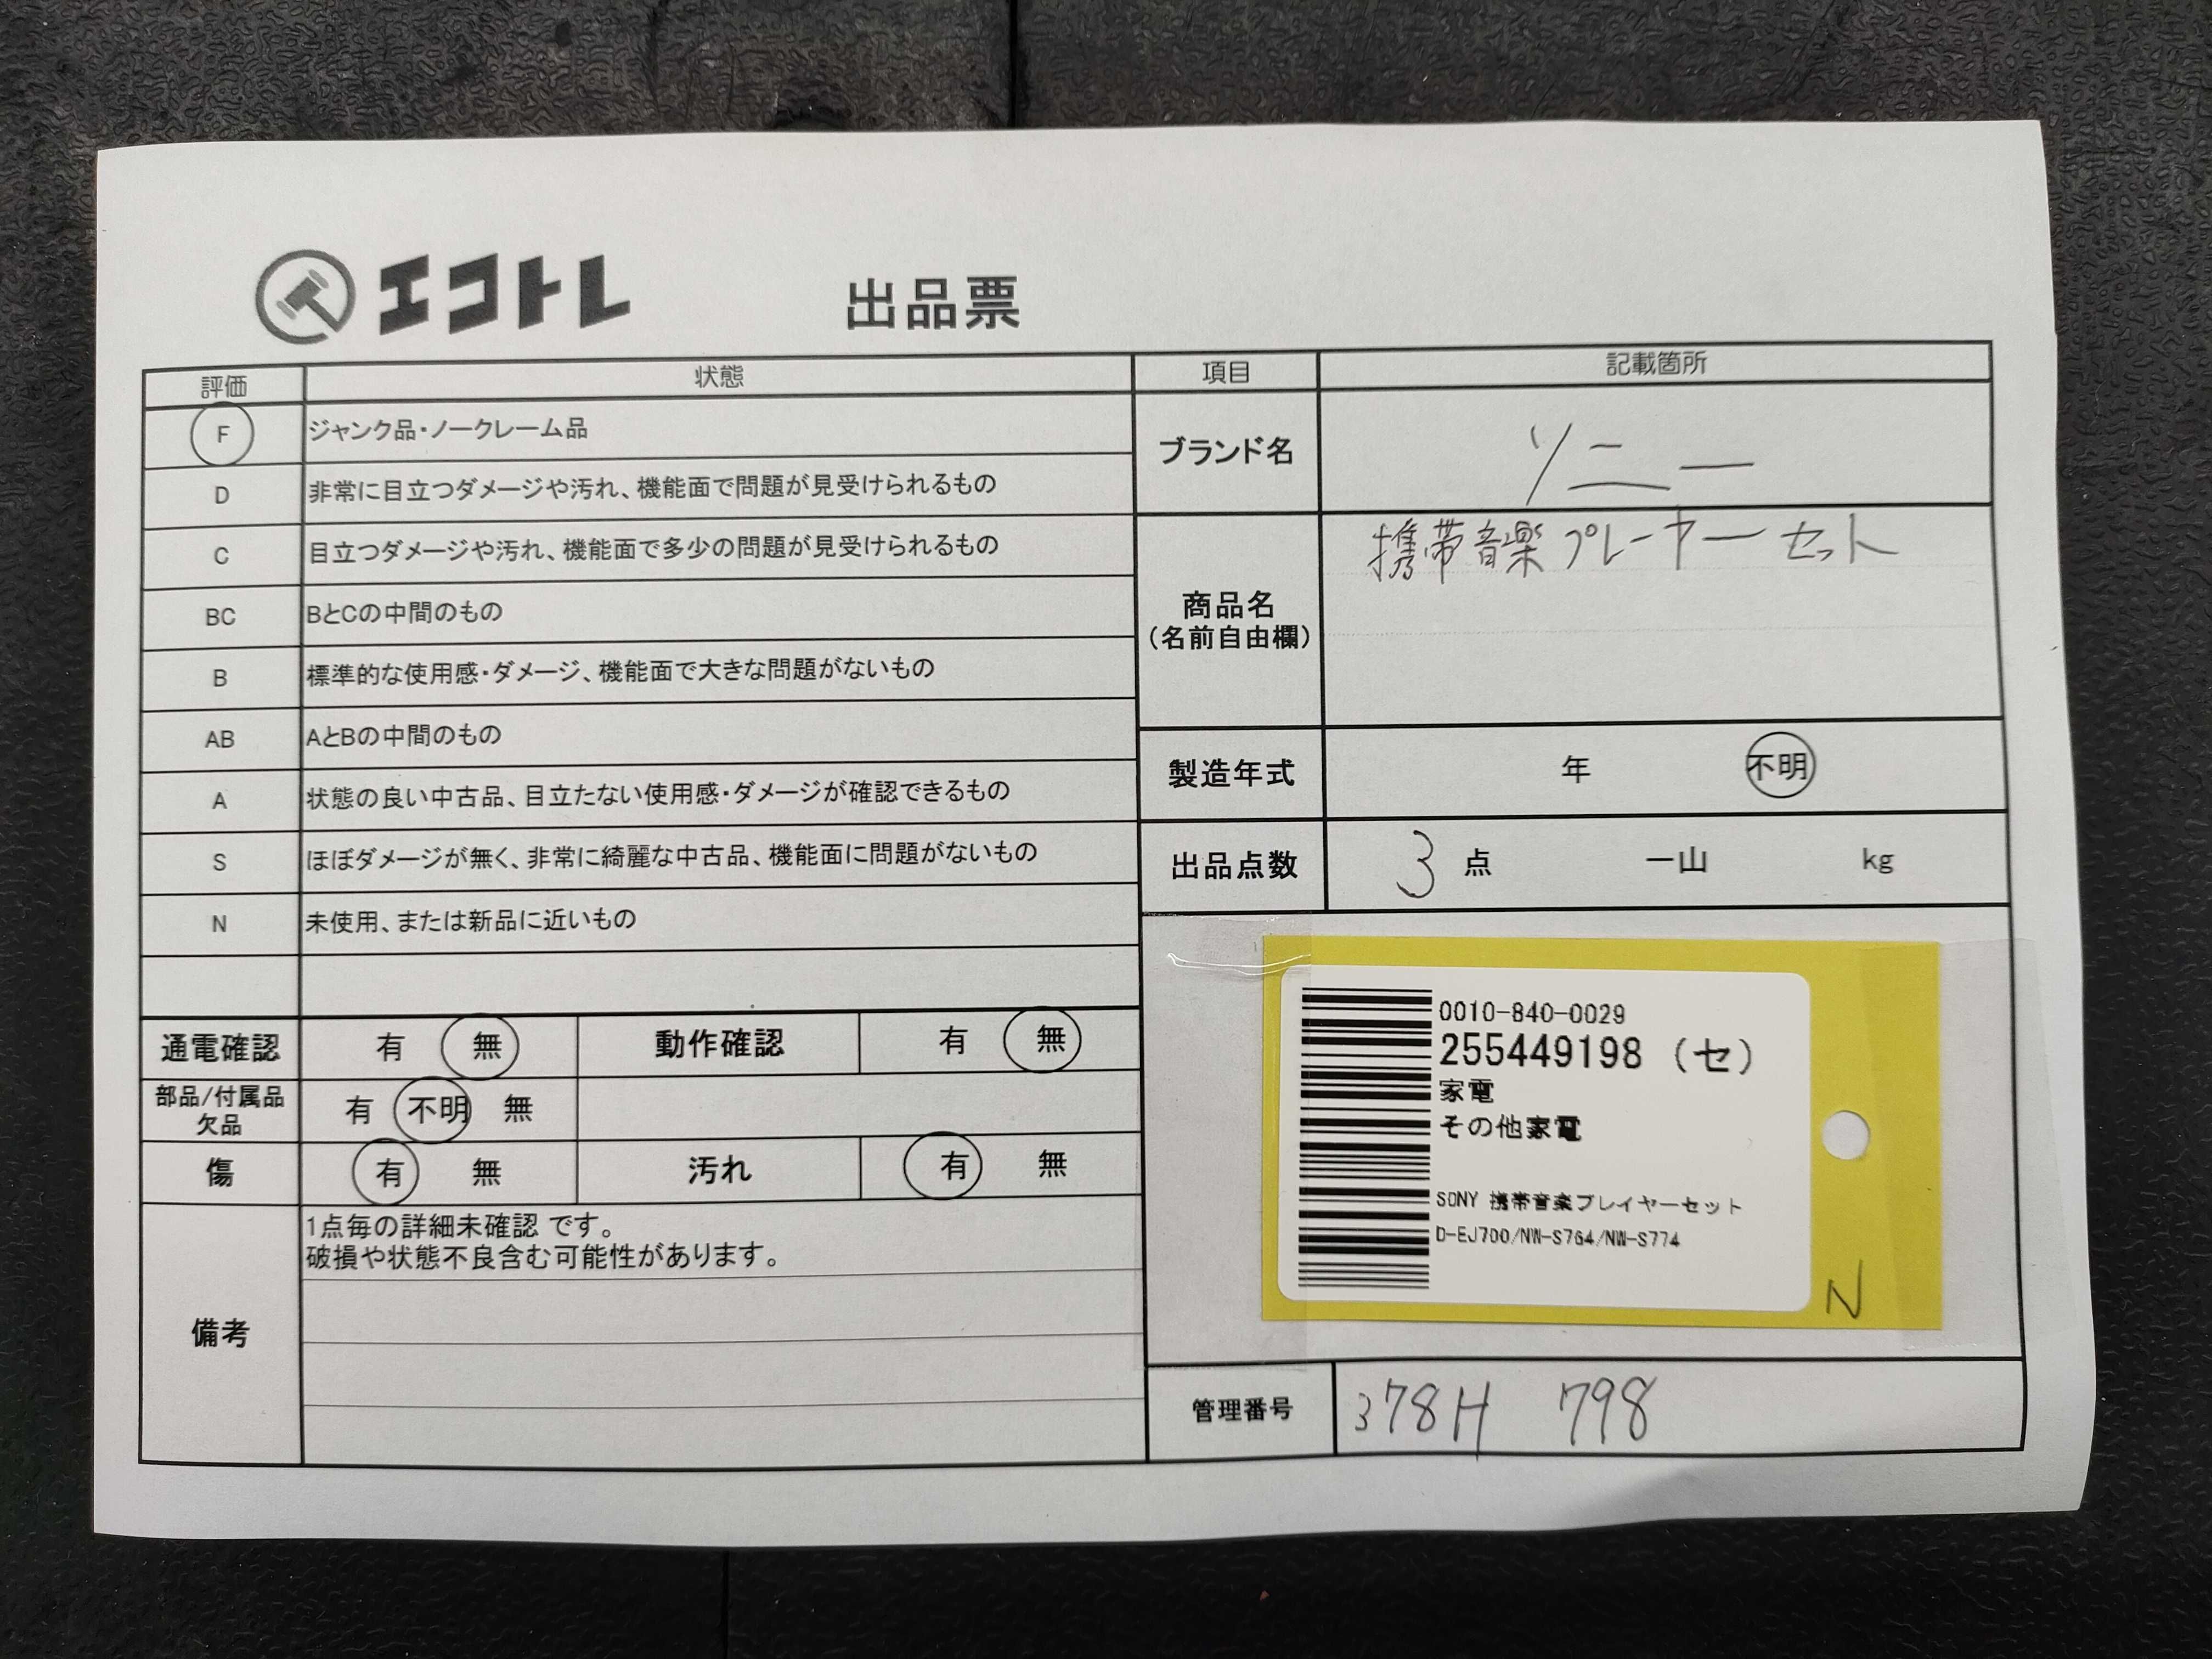 エコトレ
出品票
評価 状態
F ジャンク品・ノークレーム品
D 非常に目立つダメージや汚れ、機能面で問題が見受けられるもの
C 目立つダメージや汚れ、機能面で多少の問題が見受けられるもの
BC BとCの中間のもの
B 標準的な使用感・ダメージ、機能面で大きな問題がないもの
AB AとBの中間のもの
A 状態の良い中古品、目立たない使用感・ダメージが確認できるもの
S ほぼダメージが無く、非常に綺麗な中古品、機能面に問題がないもの
N 未使用、または新品に近いもの
通電確認 有 無 動作確認 有 無
部品/付属品
欠品
有 不明 無
傷 有 無 汚れ 有 無
備考
1点毎の詳細未確認 です。
破損や状態不良含む可能性があります。
項目 記載箇所
ブランド名 ソニー
商品名
(名前自由欄)
携帯音楽プレーヤーセット
製造年式 年 不明
出品点数 3 点 一山 kg
0010-840-0029
255449198 (セ)
家電
その他家電
SONY 携帯音楽プレイヤーセット
D-EJ700/NW-S764/NW-S774
N
管理番号 378H 798